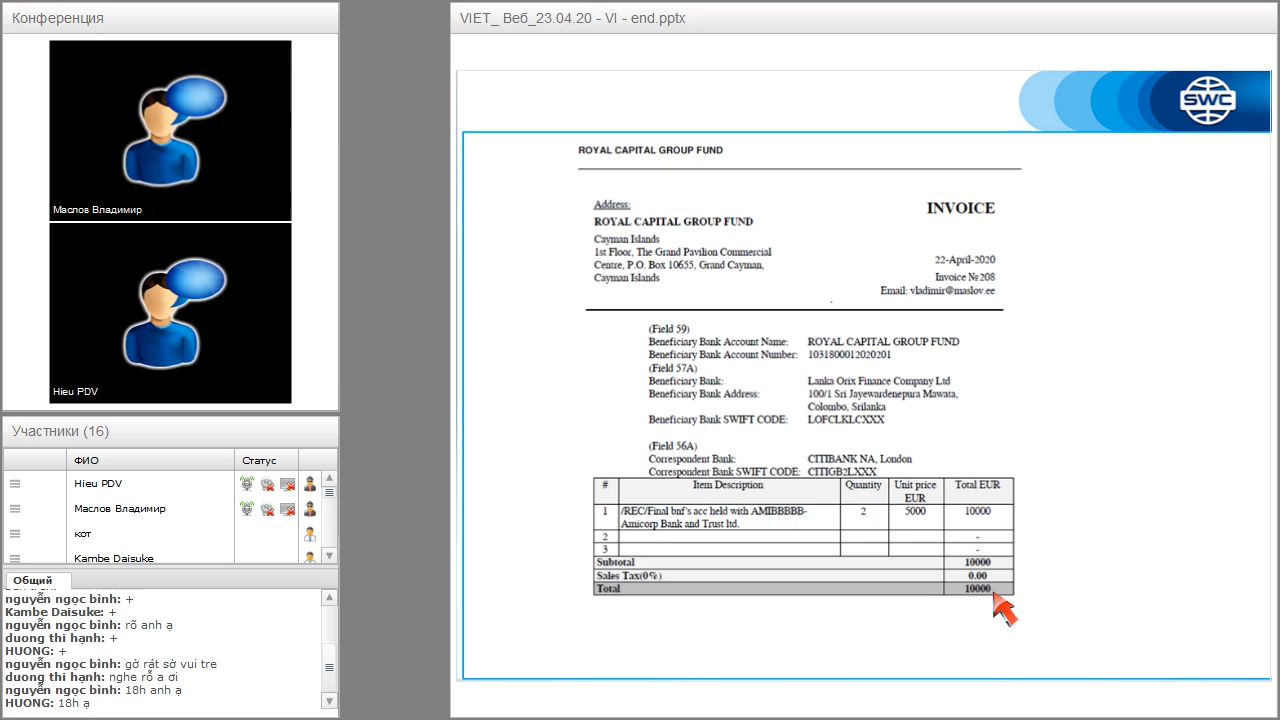 Конференция
Маслов Владимир
Hieu PDV
Участники (16)
ФИО Статус
Hieu PDV
Маслов Владимир
кот
Kambe Daisuke
Общий
nguyễn ngọc bình: +
Kambe Daisuke: +
nguyễn ngọc bình: rõ anh ạ
duong thi hạnh: +
HUONG: +
nguyễn ngọc bình: gờ rát sờ vui tre
duong thi hạnh: nghe rỗ a ơi
nguyễn ngọc bình: 18h anh ạ
HUONG: 18h ạ
VIET_ Веб_23.04.20 - VI - end.pptx
SWC
ROYAL CAPITAL GROUP FUND
Address:
INVOICE
ROYAL CAPITAL GROUP FUND
Cayman Islands
1st Floor, The Grand Pavilion Commercial
Centre, P.O. Box 10655, Grand Cayman,
Cayman Islands
22-April-2020
Invoice №208
Email: vladimir@maslov.ee
(Field 59)
Beneficiary Bank Account Name: ROYAL CAPITAL GROUP FUND
Beneficiary Bank Account Number: 1031800012020201
(Field 57A)
Beneficiary Bank: Lanka Orix Finance Company Ltd
Beneficiary Bank Address: 100/1 Sri Jayewardenepura Mawata,
Colombo, Srilanka
Beneficiary Bank SWIFT CODE: LOFCLKLCXXX
(Field 56A)
Correspondent Bank: CITIBANK NA, London
Correspondent Bank SWIFT CODE: CITIGB2LXXX
# Item Description Quantity Unit price EUR Total EUR
1 /REC/Final bnf's acc held with AMIBBBBB- 2 5000 10000
Amicorp Bank and Trust ltd.
2 -
3 -
Subtotal 10000
Sales Tax(0%) 0.00
Total 10000